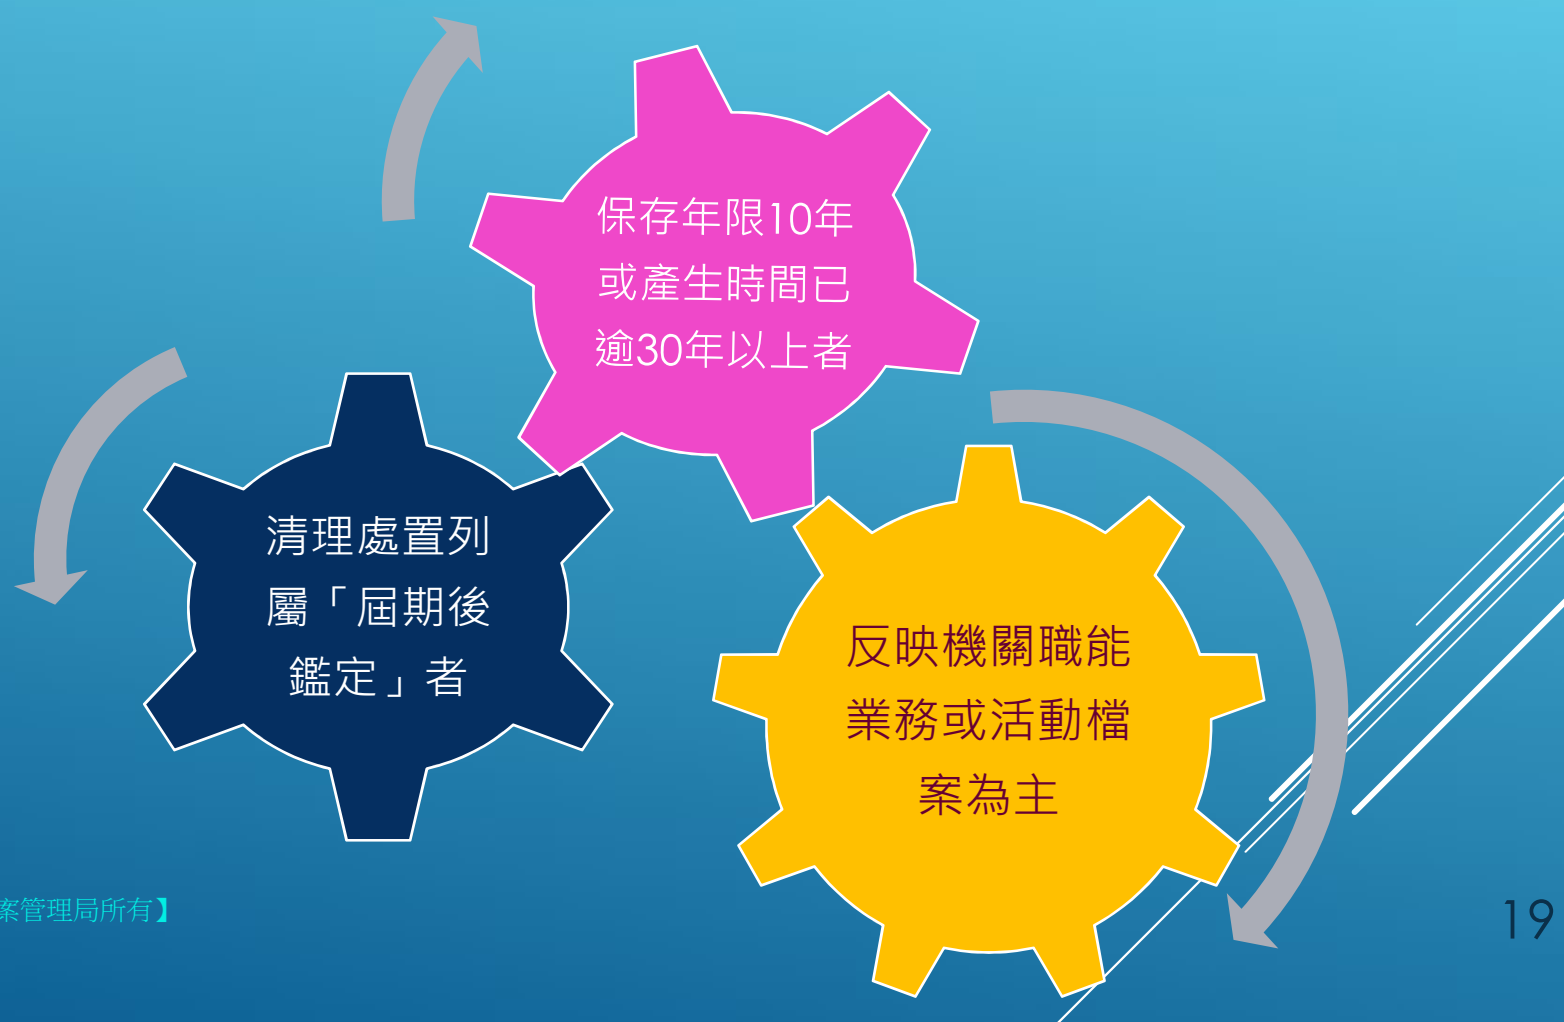 保存年限10年
或產生時間已
逾30年以上者
清理處置列
屬「屆期後
鑑定」者
反映機關職能
業務或活動檔
案為主
案管理局所有】
19